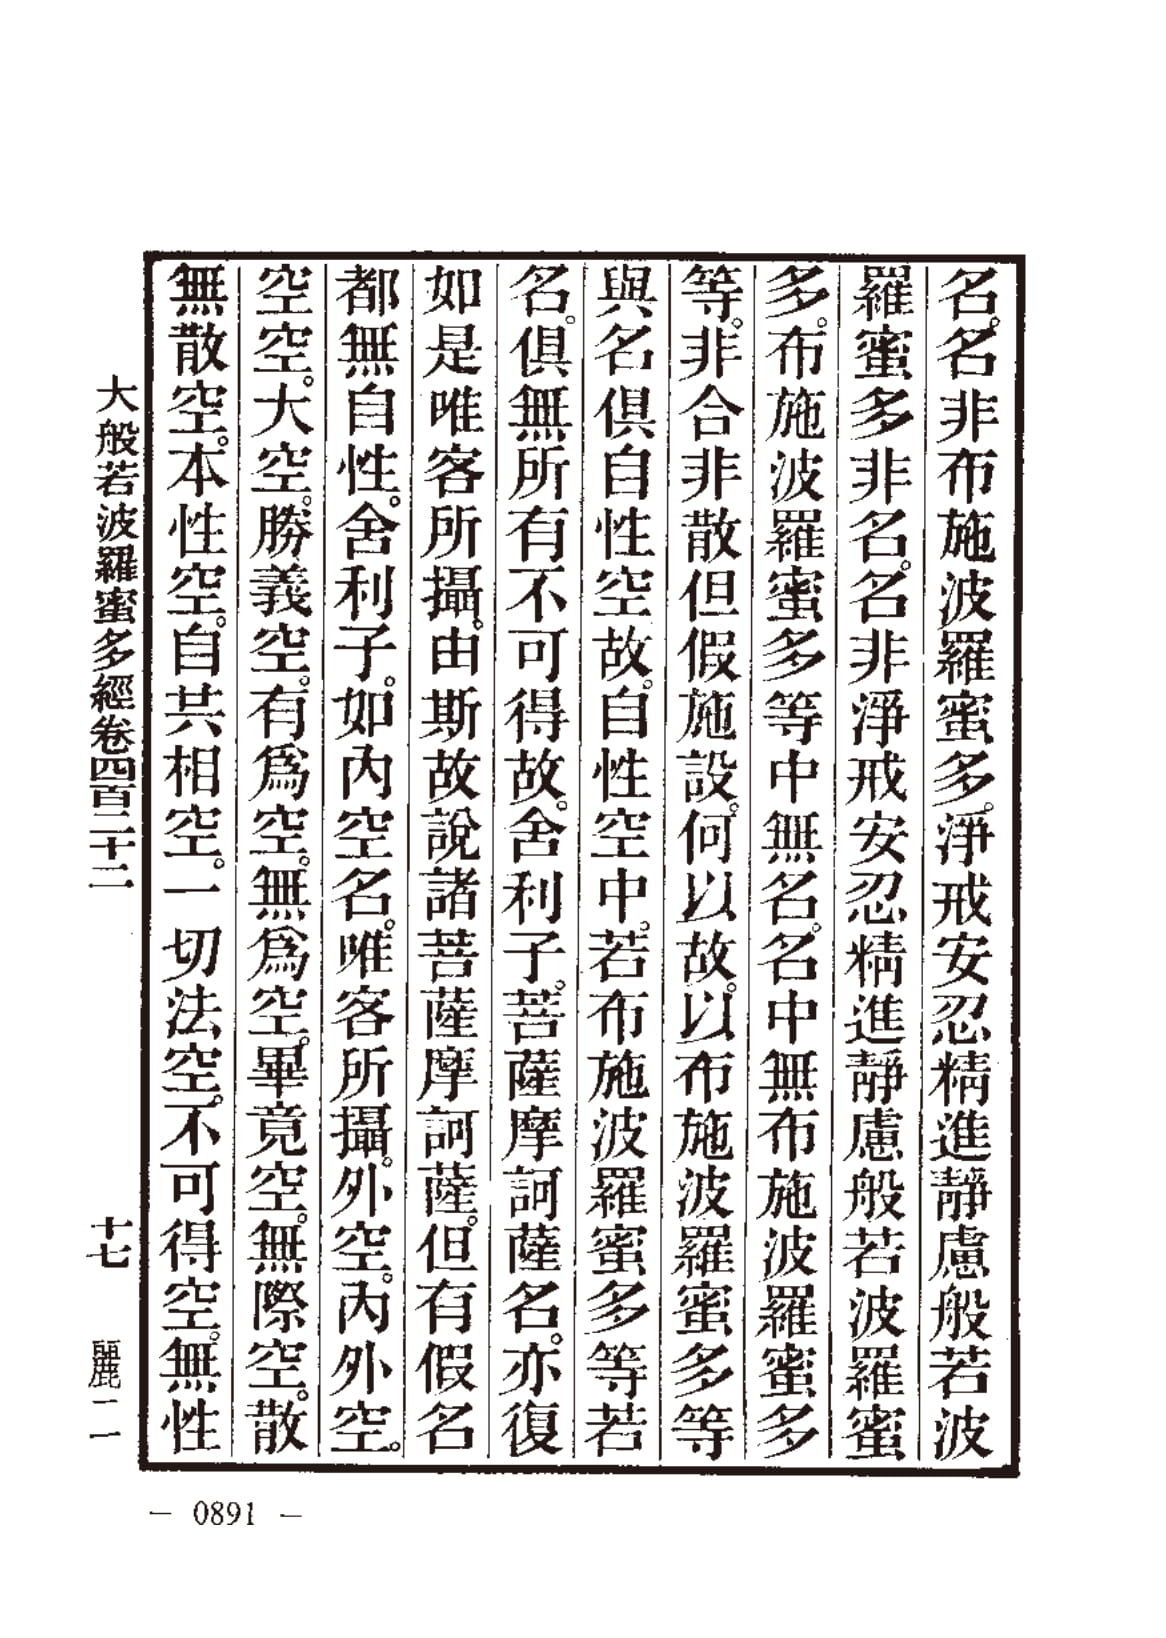 名。名非布施波羅蜜多。淨戒安忍精進靜慮般若波
羅蜜多非名。名非淨戒安忍精進靜慮般若波羅蜜
多。布施波羅蜜多等中無名。名中無布施波羅蜜多
等。非合非散但假施設。何以故。以布施波羅蜜多等
與名俱自性空故。自性空中。若布施波羅蜜多等若
名。俱無所有不可得故。舍利子。菩薩摩訶薩名。亦復
如是唯客所攝。由斯故說諸菩薩摩訶薩。但有假名
都無自性。舍利子。如內空名。唯客所攝。外空。內外空。
空空。大空。勝義空。有為空。無為空。畢竟空。無際空。散
無散空。本性空。自共相空。一切法空。不可得空。無性
大般若波羅蜜多經卷四百二十二 十七 麗二
— 0891 —